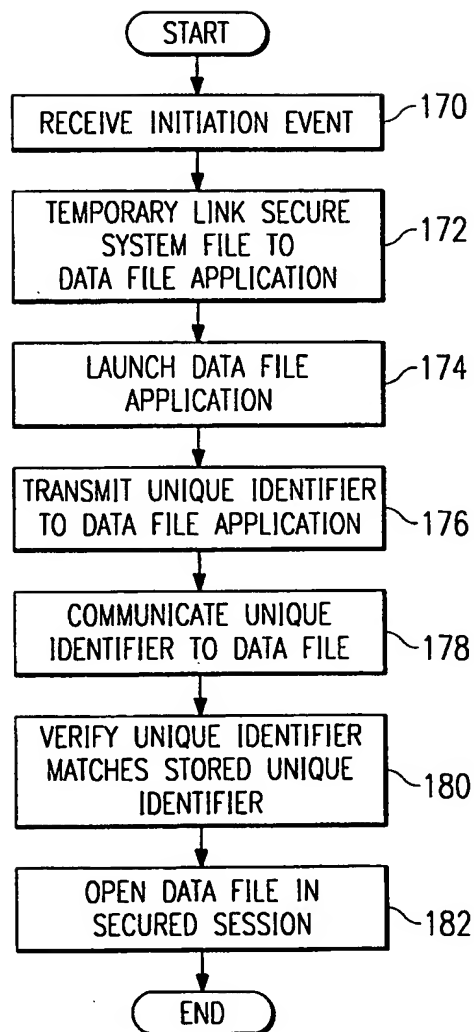 START
RECEIVE INITIATION EVENT
170
TEMPORARY LINK SECURE
SYSTEM FILE TO
DATA FILE APPLICATION
172
LAUNCH DATA FILE
APPLICATION
174
TRANSMIT UNIQUE IDENTIFIER
TO DATA FILE APPLICATION
176
COMMUNICATE UNIQUE
IDENTIFIER TO DATA FILE
178
VERIFY UNIQUE IDENTIFIER
MATCHES STORED UNIQUE
IDENTIFIER
180
OPEN DATA FILE IN
SECURED SESSION
182
END